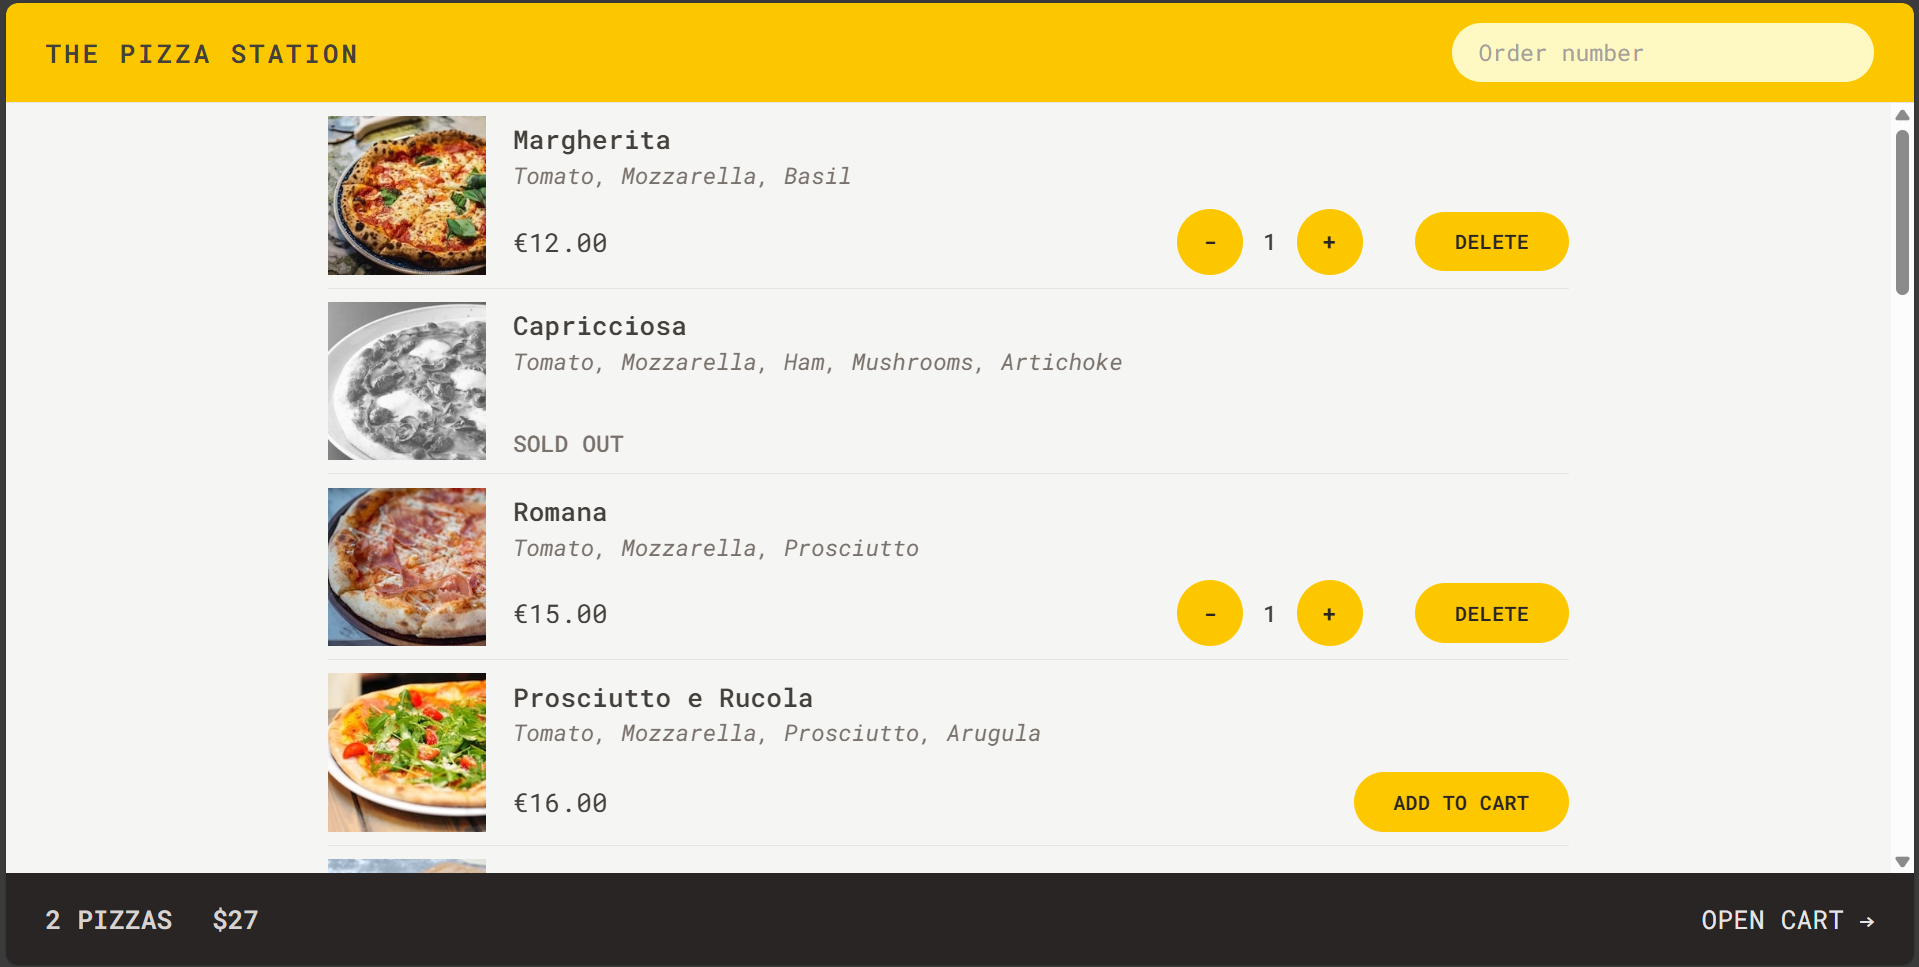 THE PIZZA STATION
Order number
Margherita
Tomato, Mozzarella, Basil
€12.00
- 1 + DELETE
Capricciosa
Tomato, Mozzarella, Ham, Mushrooms, Artichoke
SOLD OUT
Romana
Tomato, Mozzarella, Prosciutto
€15.00
- 1 + DELETE
Prosciutto e Rucola
Tomato, Mozzarella, Prosciutto, Arugula
€16.00
ADD TO CART
2 PIZZAS $27
OPEN CART →